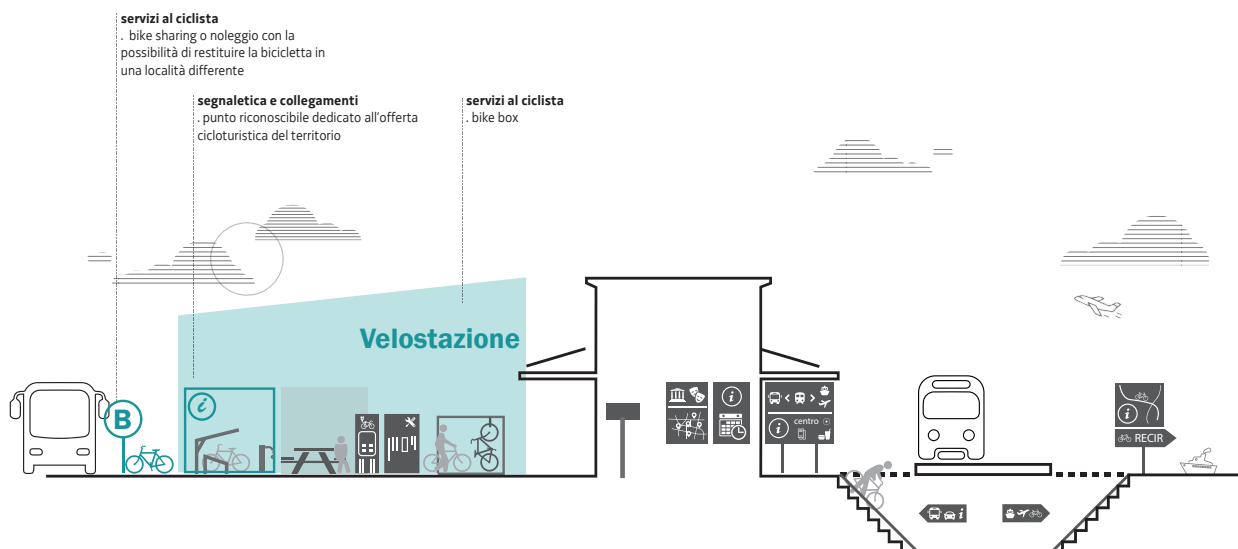 servizi al ciclista
. bike sharing o noleggio con la
possibilità di restituire la bicicletta in
una località differente
segnaletica e collegamenti
. punto riconoscibile dedicato all’offerta
cicloturistica del territorio
servizi al ciclista
. bike box
Velostazione
B
i
i
i
centro
i
RECIR
i